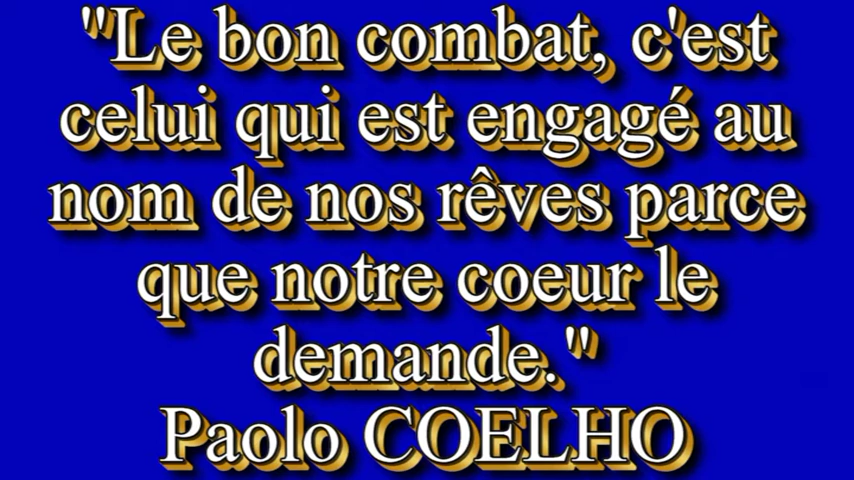 "Le bon combat, c'est
celui qui est engagé au
nom de nos rêves parce
que notre coeur le
demande."
Paolo COELHO